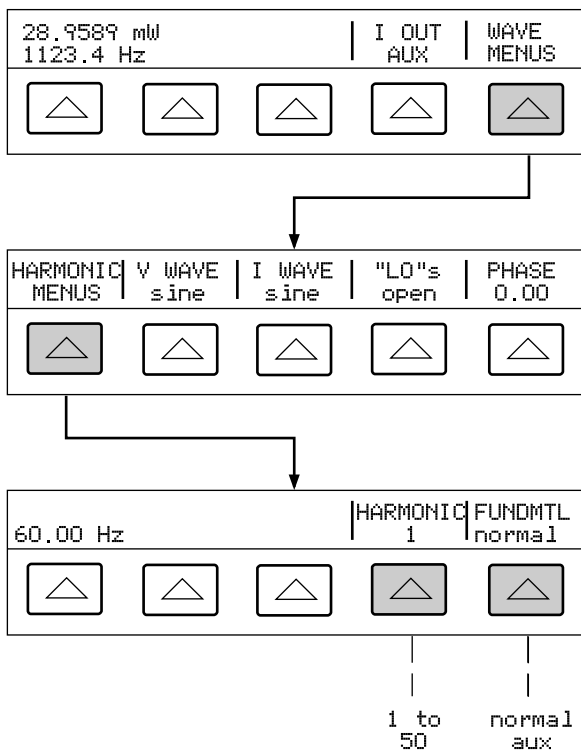 28.9589 mW
1123.4 Hz
I OUT
AUX
WAVE
MENUS
HARMONIC
MENUS
V WAVE
sine
I WAVE
sine
"LO"s
open
PHASE
0.00
60.00 Hz
HARMONIC
1
FUNDMTL
normal
1 to
50
normal
aux